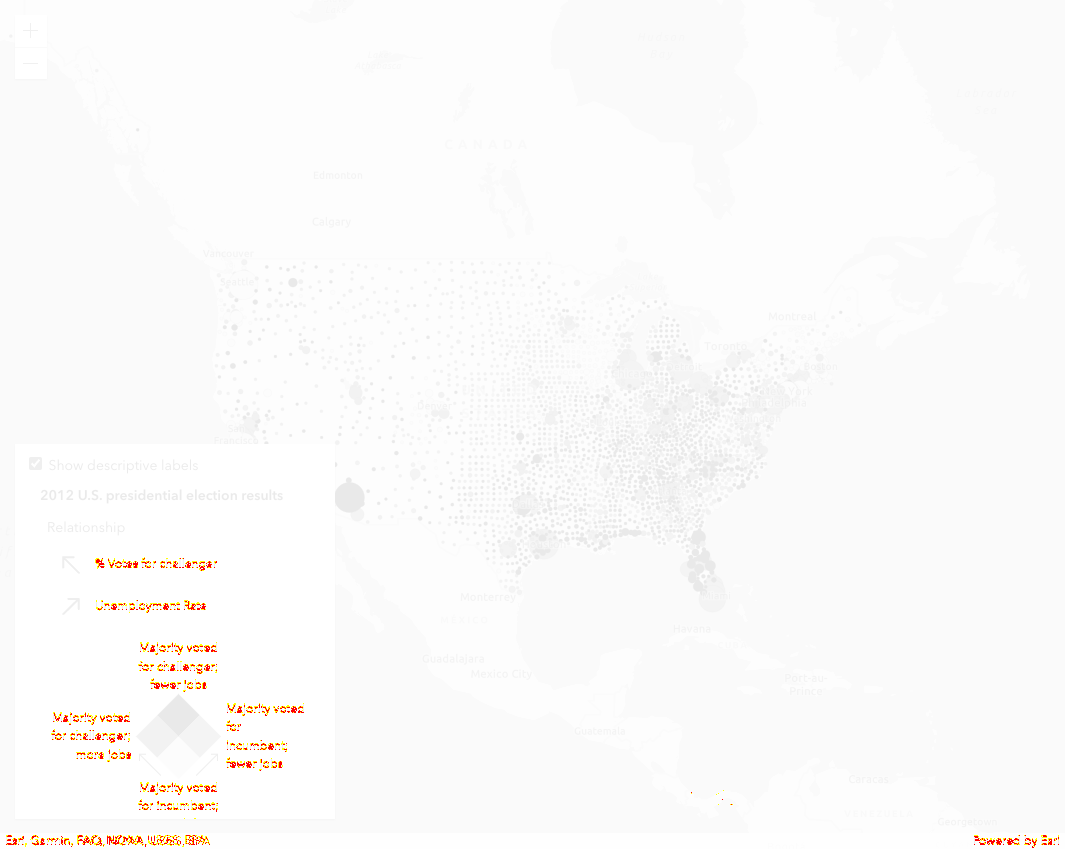 +
CANADA
Edmonton
Calgary
Vancouver
Seattle
Montreal
Toronto
San
Francisco
−
Show descriptive labels
2012 U.S. presidential election results
Relationship
% Votes for challenger
Unemployment Rate
Majority voted
for challenger;
fewer jobs
Majority voted
for challenger;
more jobs
Majority voted
for
incumbent;
fewer jobs
Majority voted
for incumbent;
Monterrey
MEXICO
Guadalajara
Mexico City
Havana
Port-au-
Prince
Guatemala
Caracas
Georgetown
Esri, Garmin, FAO, NOAA, USGS, EPA
Powered by Esri